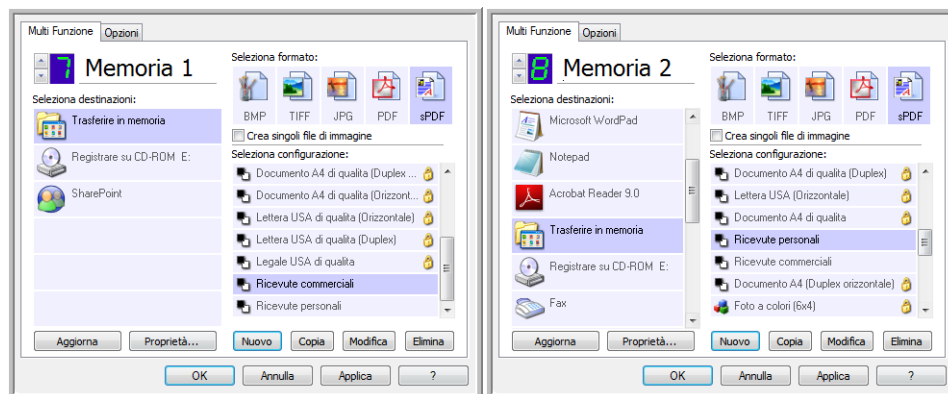 Multi Funzione Opzioni
7 Memoria 1
Seleziona formato:
BMP TIFF JPG PDF sPDF
Seleziona destinazioni:
Trasferire in memoria
Registrare su CD-ROM E:
SharePoint
Crea singoli file di immagine
Seleziona configurazione:
Documento A4 di qualita (Duplex ...
Documento A4 di qualita (Orizzont...
Lettera USA di qualita (Orizzontale)
Lettera USA di qualita (Duplex)
Legale USA di qualita
Ricevute commerciali
Ricevute personali
Aggiorna Proprietà... Nuovo Copia Modifica Elimina
OK Annulla Applica ?
Multi Funzione Opzioni
8 Memoria 2
Seleziona formato:
BMP TIFF JPG PDF sPDF
Seleziona destinazioni:
Microsoft WordPad
Notepad
Acrobat Reader 9.0
Trasferire in memoria
Registrare su CD-ROM E:
Fax
Crea singoli file di immagine
Seleziona configurazione:
Documento A4 di qualita (Duplex)
Lettera USA (Orizzontale)
Documento A4 di qualita
Ricevute personali
Ricevute commerciali
Documento A4 (Duplex orizzontale)
Foto a colori (6x4)
Aggiorna Proprietà... Nuovo Copia Modifica Elimina
OK Annulla Applica ?